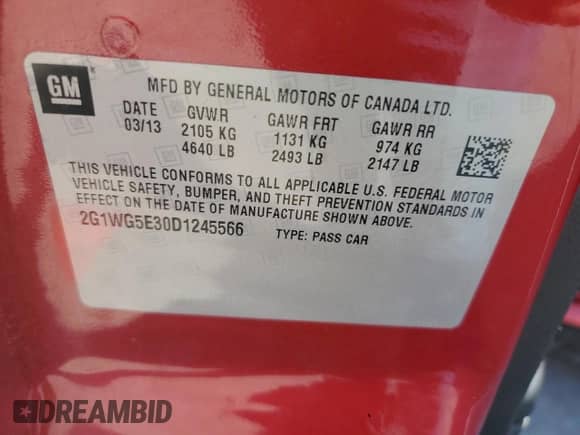 GM
MFD BY GENERAL MOTORS OF CANADA LTD.
DATE GVWR GAWR FRT GAWR RR
03/13 2105 KG 1131 KG 974 KG
4640 LB 2493 LB 2147 LB
THIS VEHICLE CONFORMS TO ALL APPLICABLE U.S. FEDERAL MOTOR
VEHICLE SAFETY, BUMPER, AND THEFT PREVENTION STANDARDS IN
EFFECT ON THE DATE OF MANUFACTURE SHOWN ABOVE.
2G1WG5E30D1245566 TYPE: PASS CAR
DREAMBID